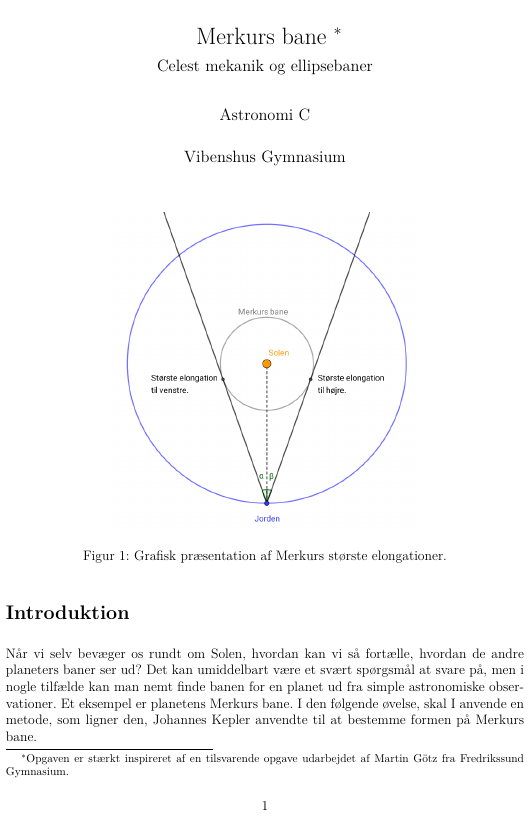 Merkurs bane *
Celest mekanik og ellipsebaner
Astronomi C
Vibenshus Gymnasium
Merkurs bane
Solen
Største elongation
til venstre.
Største elongation
til højre.
α
β
Jorden
Figur 1: Grafisk præsentation af Merkurs største elongationer.
Introduktion
Når vi selv bevæger os rundt om Solen, hvordan kan vi så fortælle, hvordan de andre
planeters baner ser ud? Det kan umiddelbart være et svært spørgsmål at svare på, men i
nogle tilfælde kan man nemt finde banen for en planet ud fra simple astronomiske obser-
vationer. Et eksempel er planetens Merkurs bane. I den følgende øvelse, skal I anvende en
metode, som ligner den, Johannes Kepler anvendte til at bestemme formen på Merkurs
bane.
*Opgaven er stærkt inspireret af en tilsvarende opgave udarbejdet af Martin Götz fra Fredrikssund
Gymnasium.
1